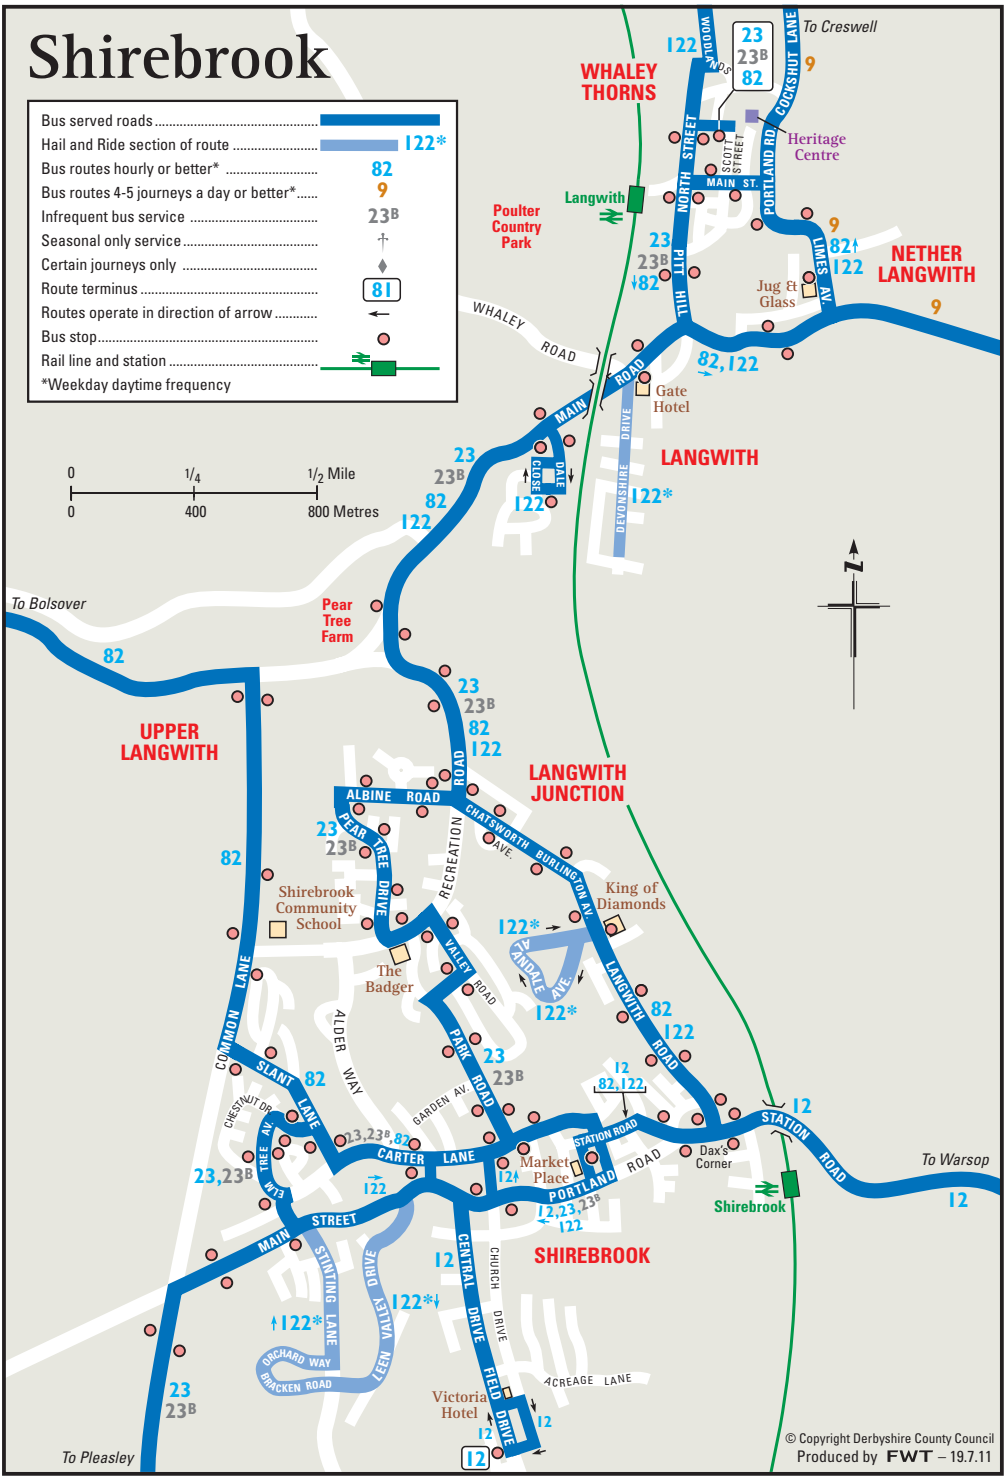 Shirebrook
Bus served roads
Hail and Ride section of route 122*
Bus routes hourly or better* 82
Bus routes 4-5 journeys a day or better* 9
Infrequent bus service 23B
Seasonal only service †
Certain journeys only ♦
Route terminus 81
Routes operate in direction of arrow
Bus stop
Rail line and station
*Weekday daytime frequency
0 1/4 1/2 Mile
0 400 800 Metres
To Creswell
WOODLANDS
122
23
23B
82
COCKSHUT LANE
9
WHALEY
THORNS
Heritage
Centre
NORTH STREET
SCOTT
STREET
PORTLAND RD.
MAIN ST.
Langwith
Poulter
Country
Park
23
23B
↓82
PITT HILL
9
82↑
122
LIMES AV.
NETHER
LANGWITH
Jug &
Glass
9
WHALEY ROAD
82, 122
→
MAIN ROAD
Gate
Hotel
LANGWITH
DEVONSHIRE DRIVE
122*
DALE
CLOSE
122
23
23B
82
122
N
To Bolsover
82
Pear
Tree
Farm
23
23B
82
122
UPPER
LANGWITH
LANGWITH
JUNCTION
ROAD
RECREATION
ALBINE ROAD
23
23B
PEAR TREE DRIVE
CHATSWORTH
AVE.
BURLINGTON AV.
82
Shirebrook
Community
School
King of
Diamonds
122*
ALANDALE AVE.
122*
The
Badger
VALLEY
ROAD
LANGWITH ROAD
82
122
COMMON LANE
ALDER WAY
PARK ROAD
23
23B
SLANT LANE
82
CHESTNUT DR.
GARDEN AV.
12
82,122
STATION ROAD
12
STATION ROAD
ELM TREE AV.
23,23B
23,23B,82
CARTER LANE
→
122
12↑
Market
Place
PORTLAND ROAD
Dax's
Corner
To Warsop
12
Shirebrook
12,23,23B
←
122
MAIN STREET
SHIREBROOK
CENTRAL DRIVE
12
CHURCH DRIVE
STINTING LANE
LEEN VALLEY DRIVE
122*↓
↑122*
ORCHARD WAY
BRACKEN ROAD
ACREAGE LANE
FIELD DRIVE
Victoria
Hotel
12
12
12
23
23B
To Pleasley
© Copyright Derbyshire County Council
Produced by FWT – 19.7.11